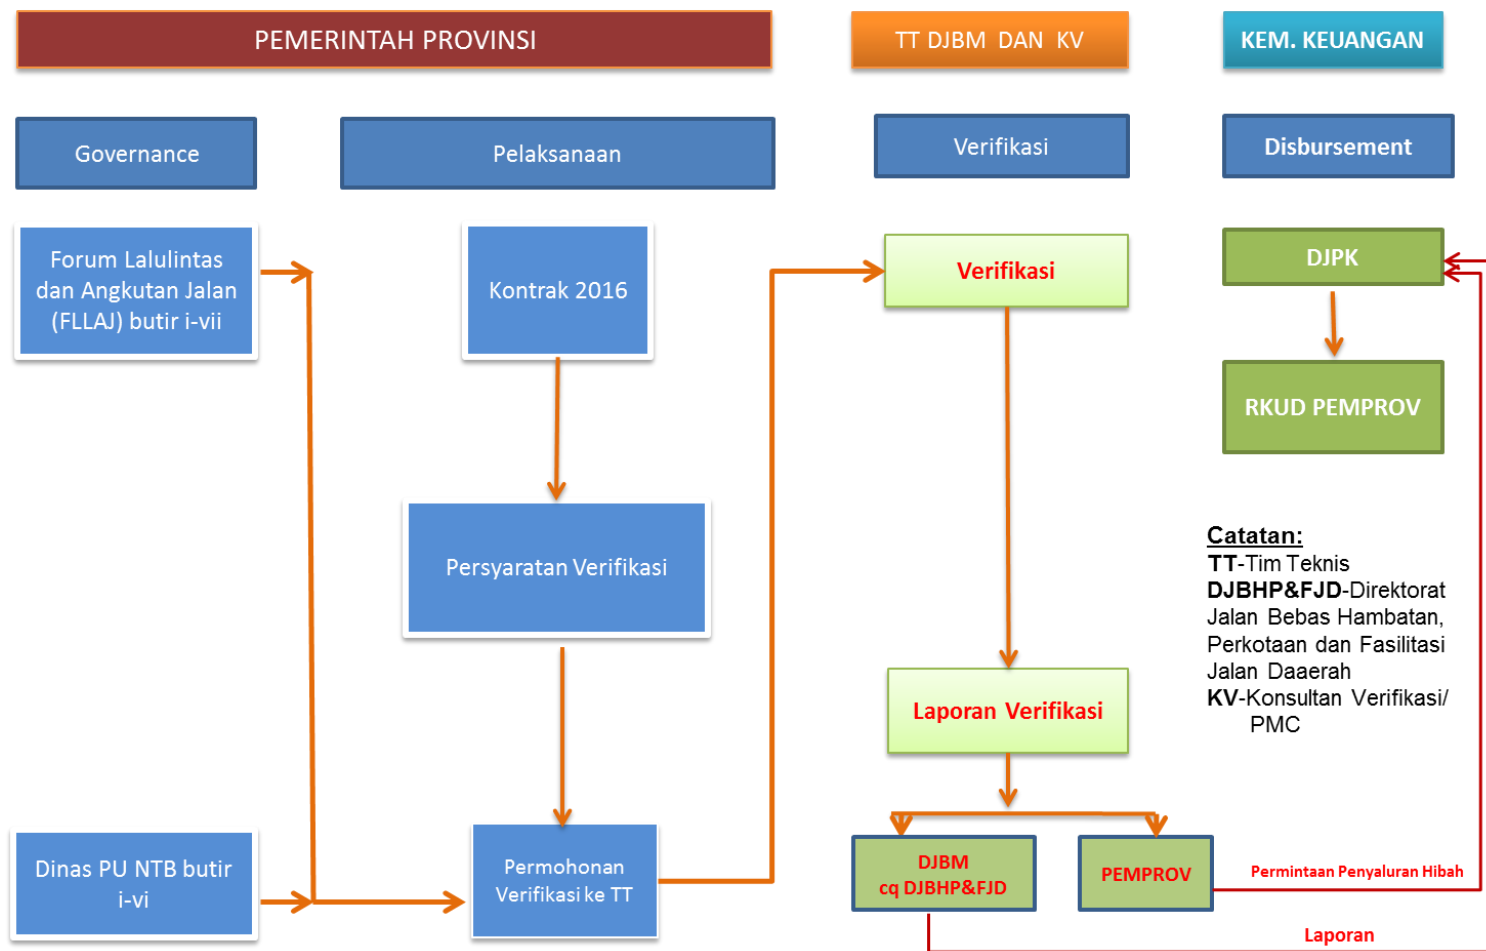 PEMERINTAH PROVINSI
TT DJBM DAN KV
KEM. KEUANGAN
Governance
Pelaksanaan
Verifikasi
Disbursement
Forum Lalulintas
dan Angkutan Jalan
(FLLAJ) butir i-vii
Kontrak 2016
Verifikasi
DJPK
RKUD PEMPROV
Persyaratan Verifikasi
Catatan:
TT-Tim Teknis
DJBHP&FJD-Direktorat
Jalan Bebas Hambatan,
Perkotaan dan Fasilitasi
Jalan Daaerah
KV-Konsultan Verifikasi/
PMC
Laporan Verifikasi
Dinas PU NTB butir
i-vi
Permohonan
Verifikasi ke TT
DJBM
cq DJBHP&FJD
PEMPROV
Permintaan Penyaluran Hibah
Laporan